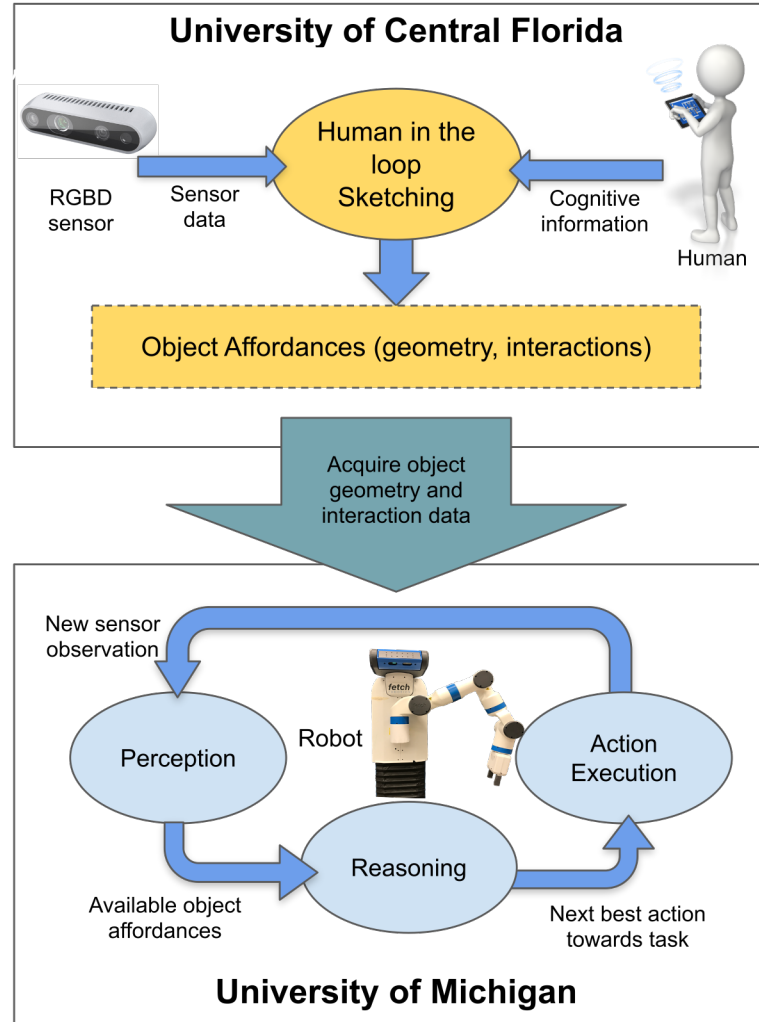 University of Central Florida
Human in the
loop
Sketching
RGBD
sensor
Sensor
data
Cognitive
information
Human
Object Affordances (geometry, interactions)
Acquire object
geometry and
interaction data
New sensor
observation
fetch
Robot
Perception
Action
Execution
Reasoning
Available object
affordances
Next best action
towards task
University of Michigan